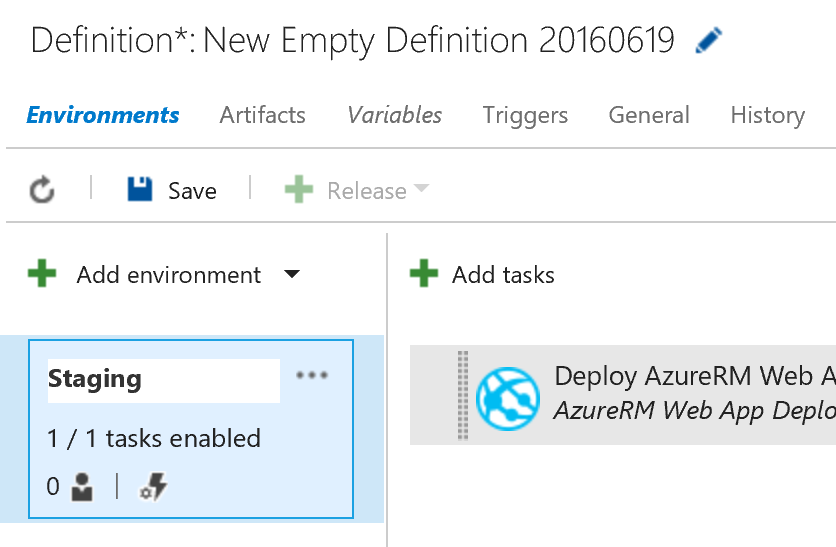 Definition*: New Empty Definition 20160619
Environments Artifacts Variables Triggers General History
Save Release
Add environment Add tasks
Staging
Deploy AzureRM Web A
AzureRM Web App Deplo
1 / 1 tasks enabled
0